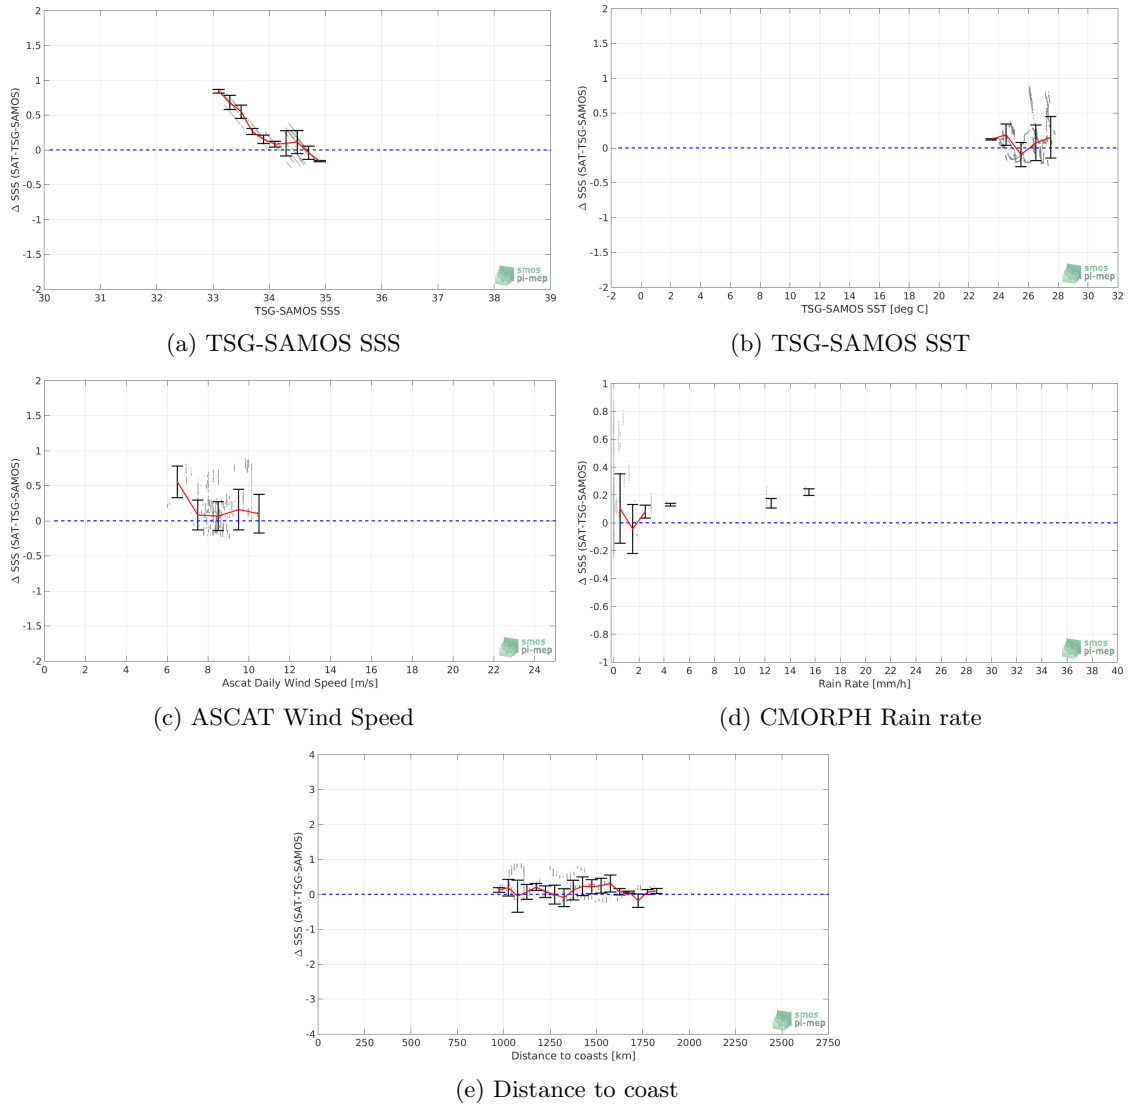 2
1.5
1
0.5
0
-0.5
-1
-1.5
-2
Δ SSS (SAT-TSG-SAMOS)
30 31 32 33 34 35 36 37 38 39
TSG-SAMOS SSS
smos
pi-mep
(a) TSG-SAMOS SSS
2
1.5
1
0.5
0
-0.5
-1
-1.5
-2
Δ SSS (SAT-TSG-SAMOS)
-2 0 2 4 6 8 10 12 14 16 18 20 22 24 26 28 30 32
TSG-SAMOS SST [deg C]
smos
pi-mep
(b) TSG-SAMOS SST
2
1.5
1
0.5
0
-0.5
-1
-1.5
-2
Δ SSS (SAT-TSG-SAMOS)
0 2 4 6 8 10 12 14 16 18 20 22 24
Ascat Daily Wind Speed [m/s]
smos
pi-mep
(c) ASCAT Wind Speed
1
0.8
0.6
0.4
0.2
0
-0.2
-0.4
-0.6
-0.8
-1
Δ SSS (SAT-TSG-SAMOS)
0 2 4 6 8 10 12 14 16 18 20 22 24 26 28 30 32 34 36 38 40
Rain Rate [mm/h]
smos
pi-mep
(d) CMORPH Rain rate
4
3
2
1
0
-1
-2
-3
-4
Δ SSS (SAT-TSG-SAMOS)
0 250 500 750 1000 1250 1500 1750 2000 2250 2500 2750
Distance to coasts [km]
smos
pi-mep
(e) Distance to coast